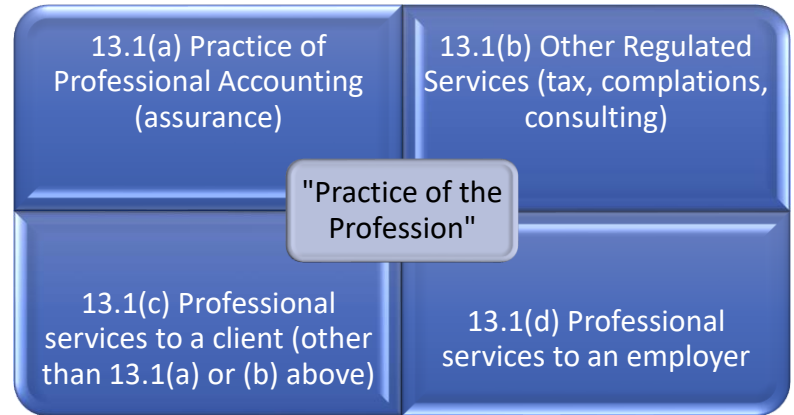 13.1(a) Practice of
Professional Accounting
(assurance)
13.1(b) Other Regulated
Services (tax, complations,
consulting)
"Practice of the
Profession"
13.1(c) Professional
services to a client (other
than 13.1(a) or (b) above)
13.1(d) Professional
services to an employer